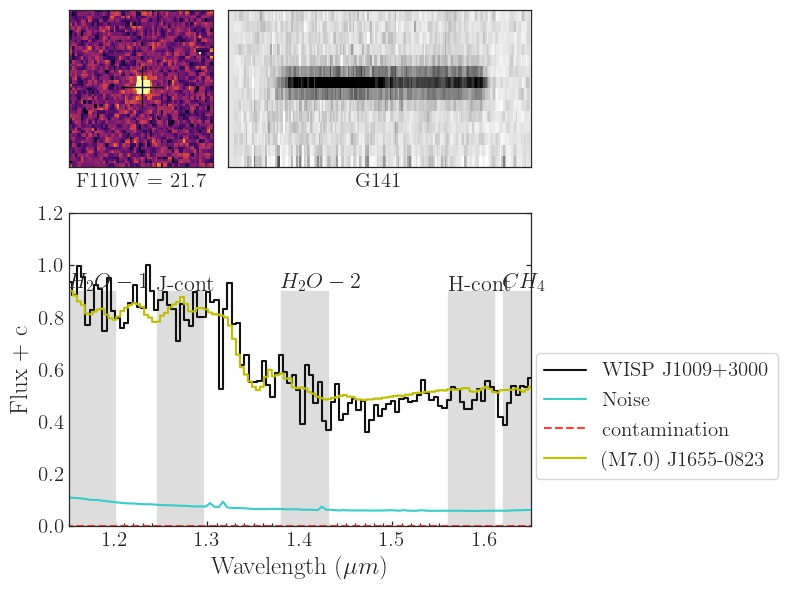 F110W = 21.7
G141
1.2
1.0
0.8
0.6
0.4
0.2
0.0
Flux + c
H₂O − 1
J-cont
H₂O − 2
H-cont
CH₄
1.2 1.3 1.4 1.5 1.6
Wavelength (μm)
WISP J1009+3000
Noise
contamination
(M7.0) J1655-0823